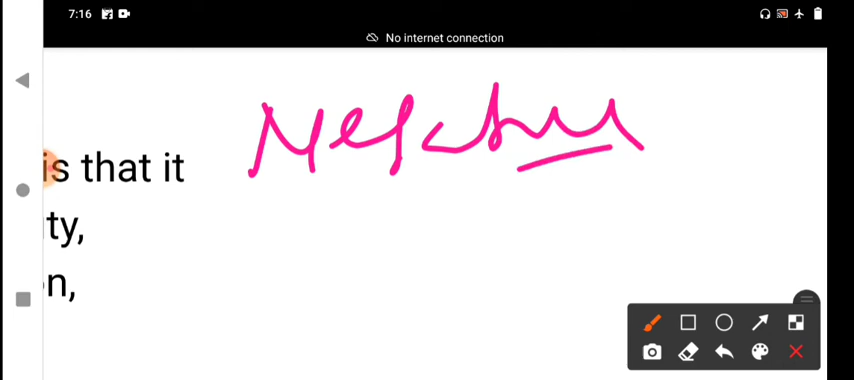 7:16
No internet connection
is that it
ty,
n,